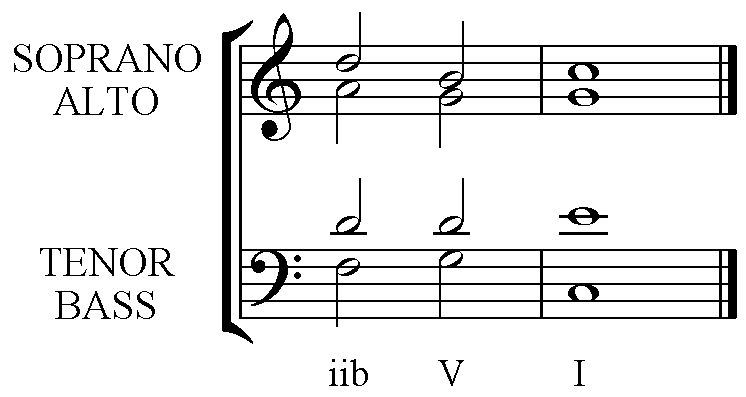 SOPRANO
ALTO
TENOR
BASS
iib V I